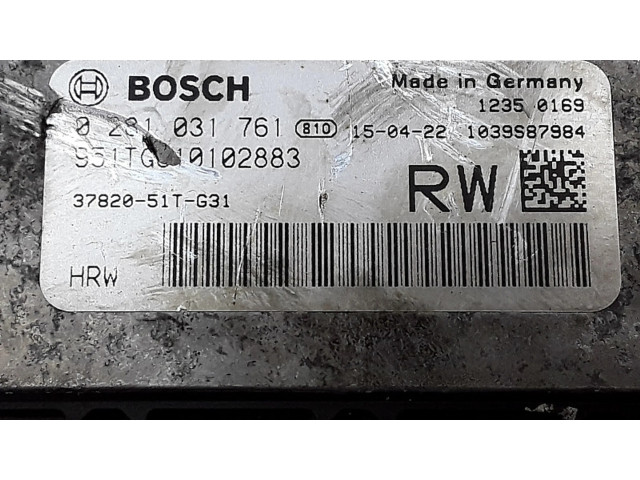 BOSCH Made in Germany
1235 0169
0 281 031 761 810 15-04-22 1039S87984
37820-51T-G31 RW
HRW